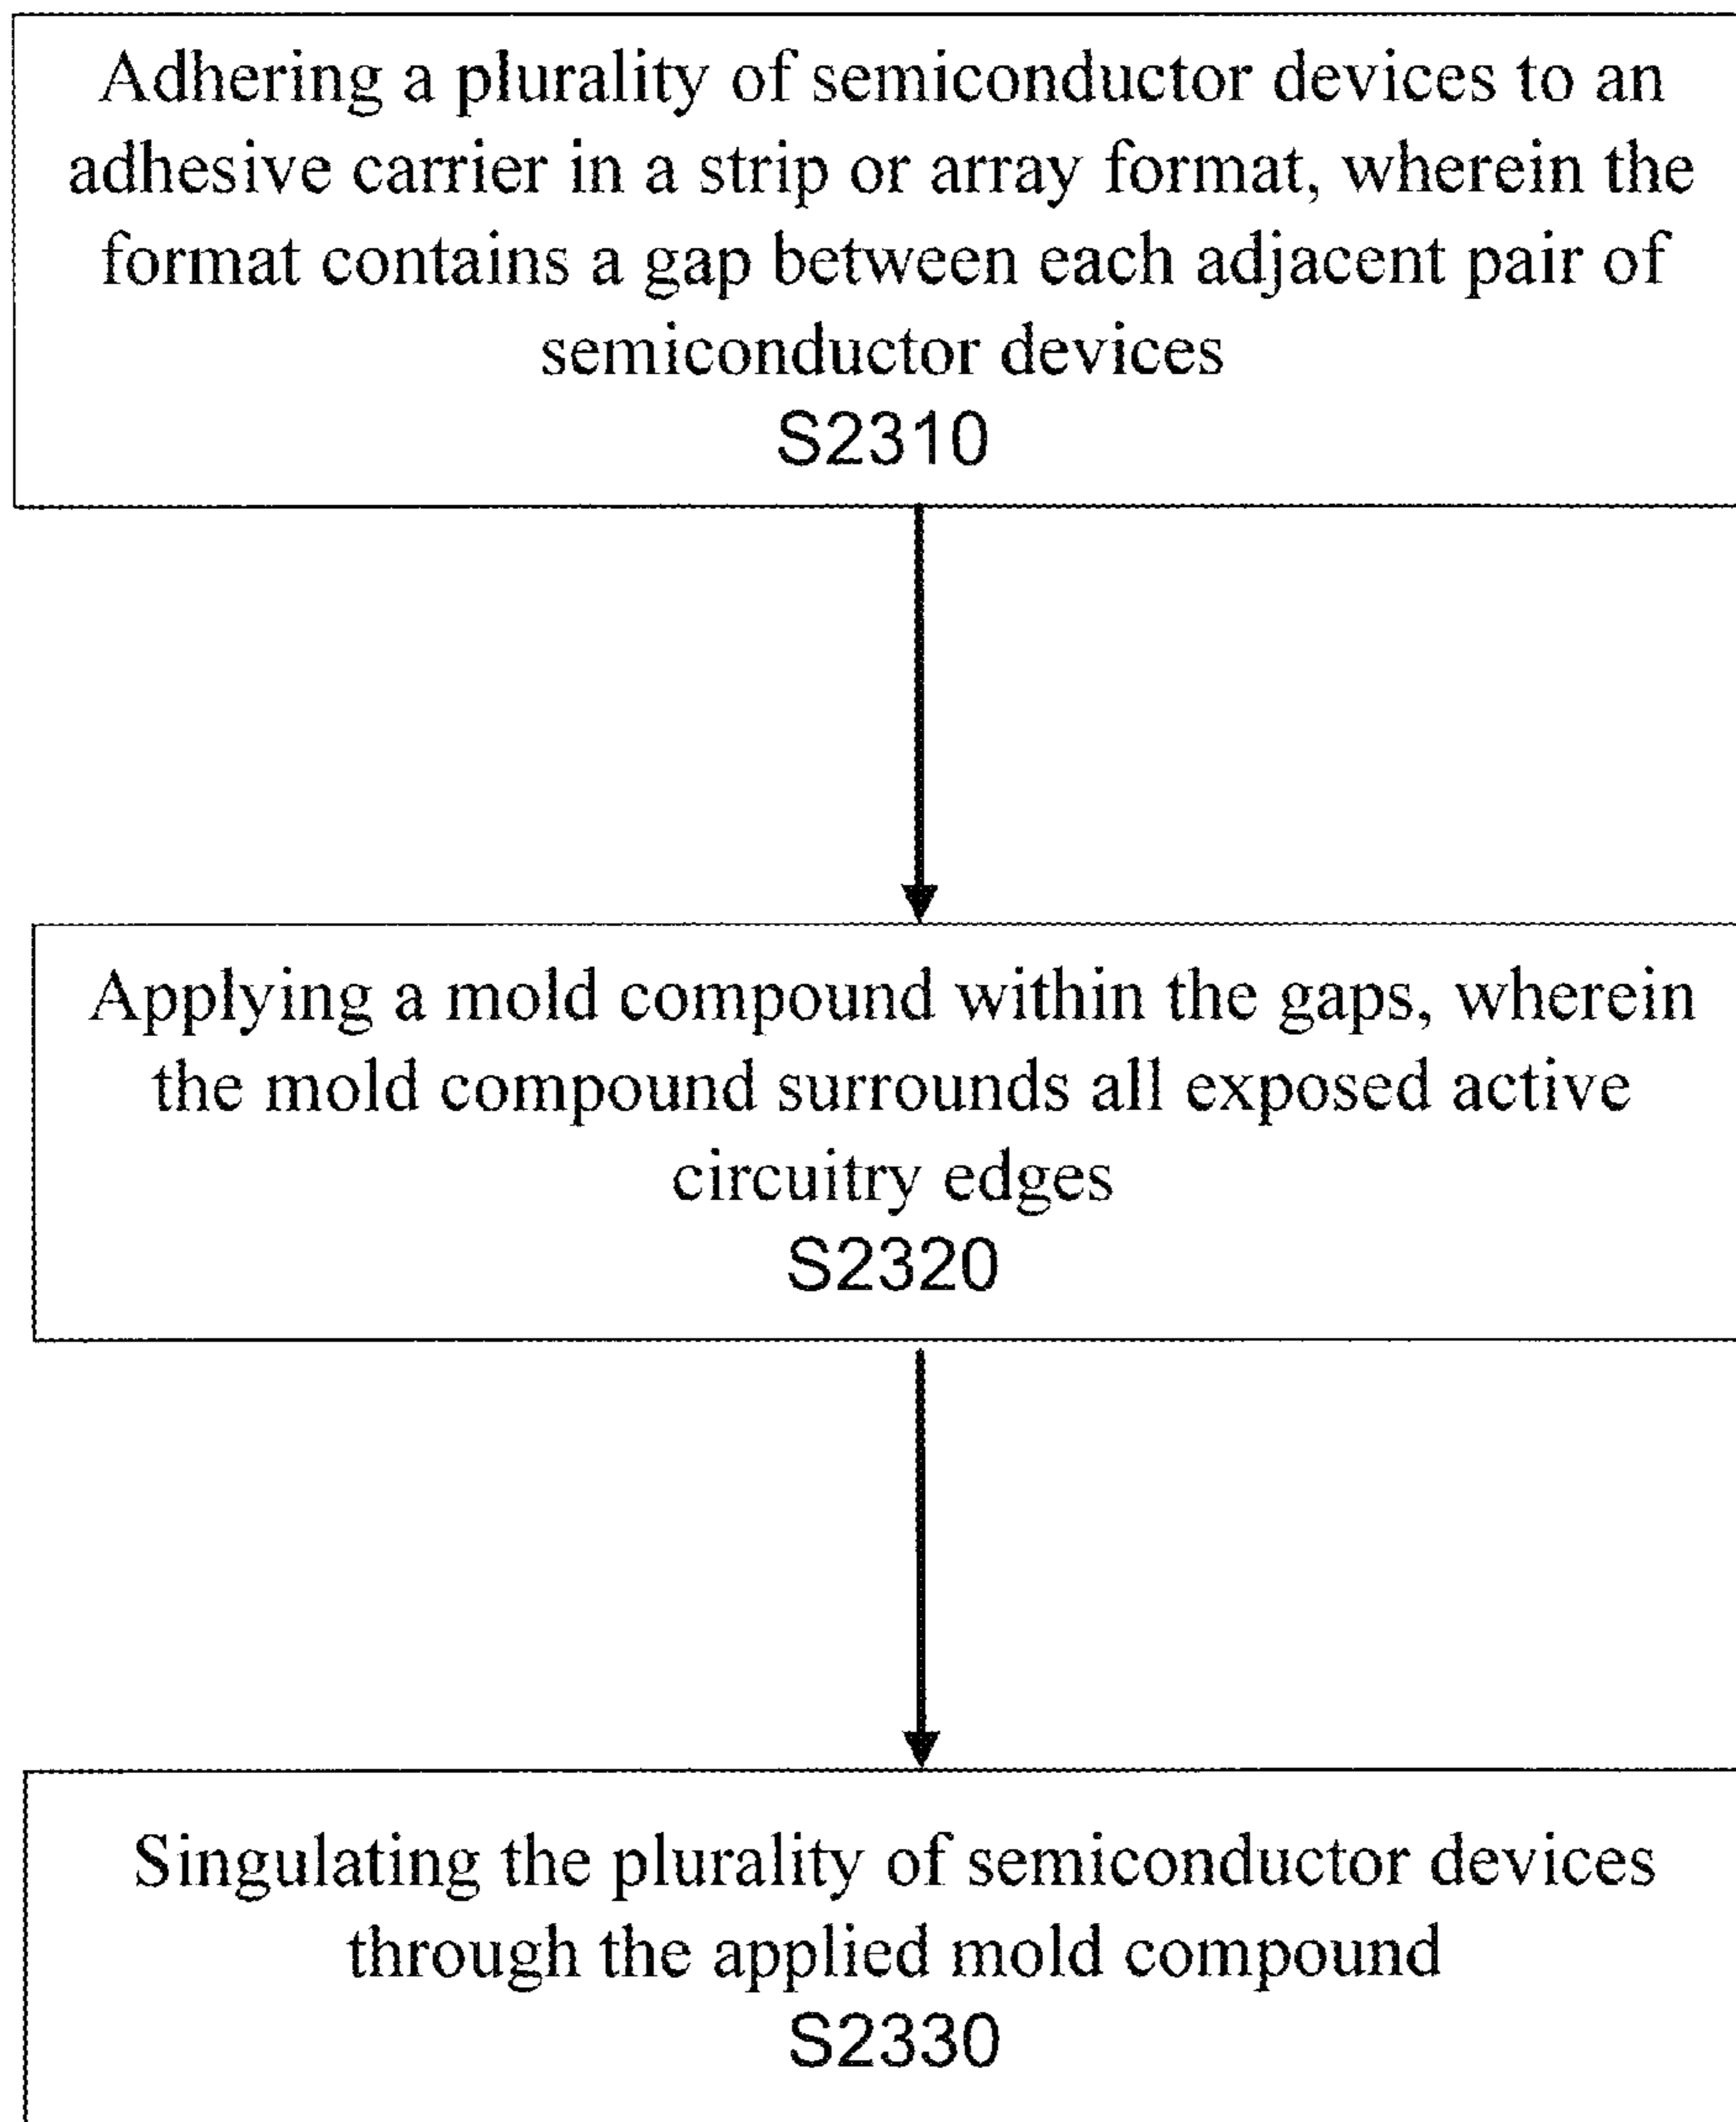 Adhering a plurality of semiconductor devices to an
adhesive carrier in a strip or array format, wherein the
format contains a gap between each adjacent pair of
semiconductor devices
S2310
Applying a mold compound within the gaps, wherein
the mold compound surrounds all exposed active
circuitry edges
S2320
Singulating the plurality of semiconductor devices
through the applied mold compound
S2330